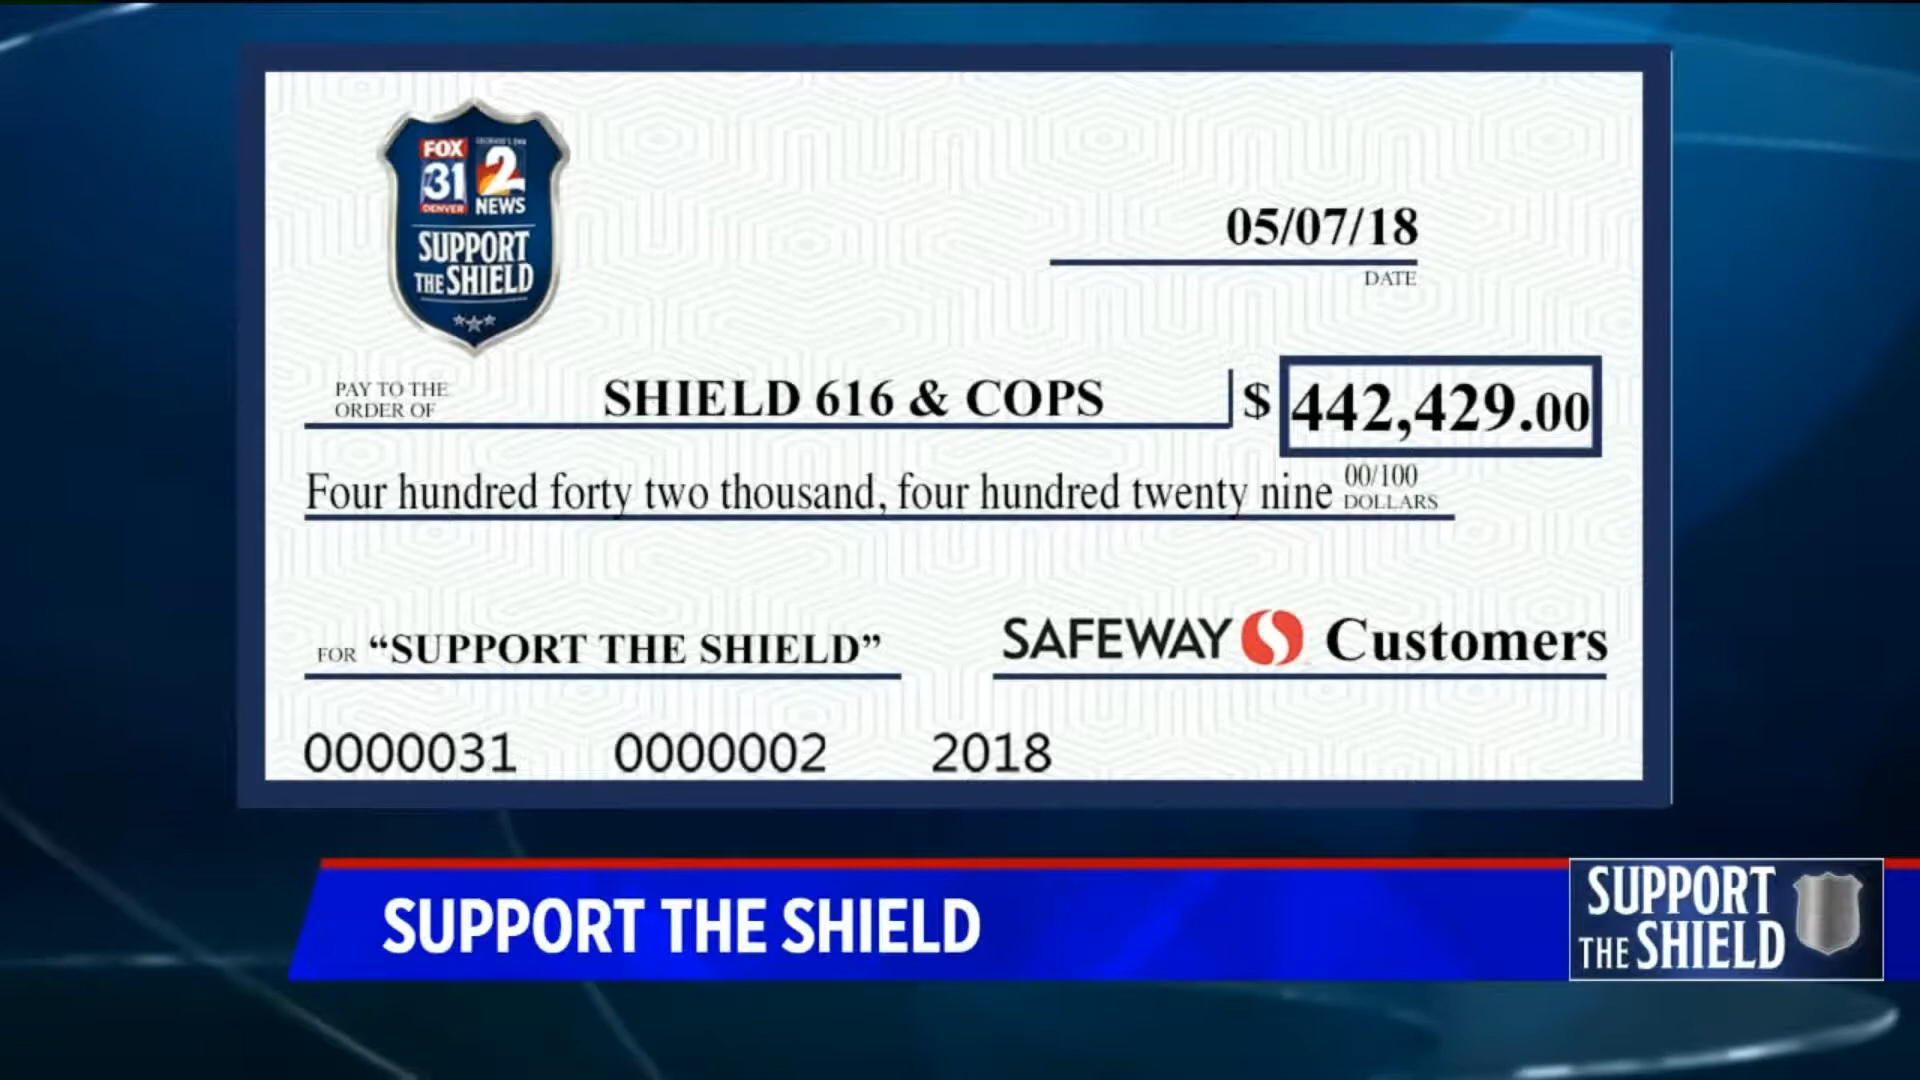 FOX
31
DENVER
COLORADO'S OWN
2
NEWS
SUPPORT
THE SHIELD
05/07/18
DATE
PAY TO THE
ORDER OF
SHIELD 616 & COPS
$ 442,429.00
Four hundred forty two thousand, four hundred twenty nine 00/100
DOLLARS
FOR “SUPPORT THE SHIELD”
SAFEWAY Customers
0000031 0000002 2018
SUPPORT THE SHIELD
SUPPORT
THE SHIELD